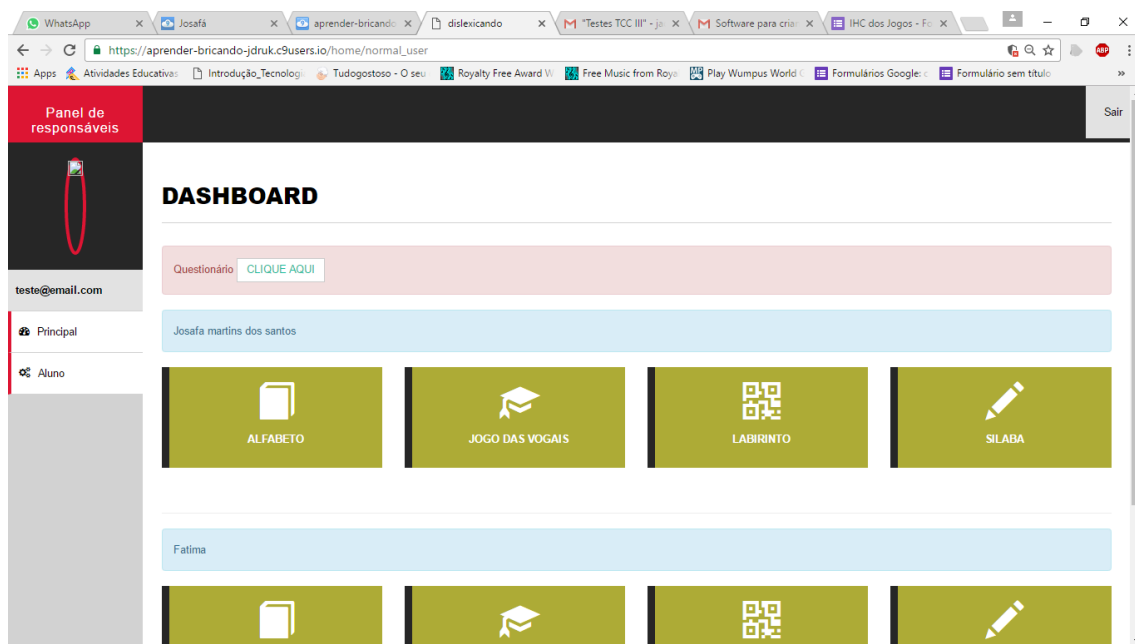 WhatsApp
Josafá
aprender-bricando
dislexicando
"Testes TCC III" - ja
Software para criar
IHC dos Jogos - Fo
https://aprender-bricando-jdruk.c9users.io/home/normal_user
ABP
Apps
Atividades Educativas
Introdução_Tecnologi
Tudogostoso - O seu
Royalty Free Award W
Free Music from Roya
Play Wumpus World
Formulários Google: c
Formulário sem título
»
Panel de
responsáveis
Sair
DASHBOARD
Questionário CLIQUE AQUI
teste@email.com
Principal
Aluno
Josafa martins dos santos
ALFABETO
JOGO DAS VOGAIS
LABIRINTO
SILABA
Fatima